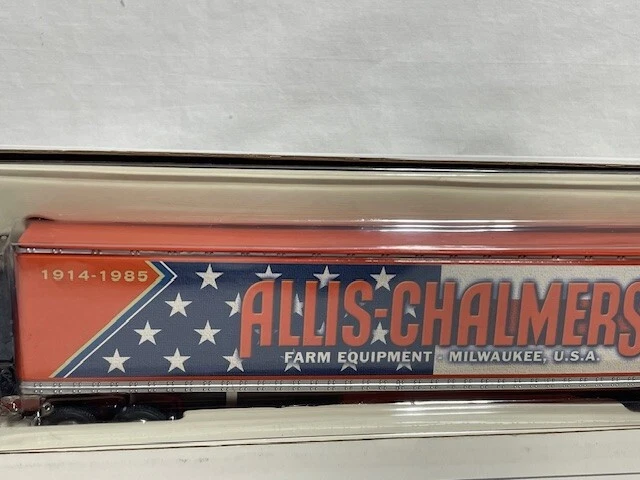 1914-1985
ALLIS-CHALMERS
FARM EQUIPMENT · MILWAUKEE, U.S.A.